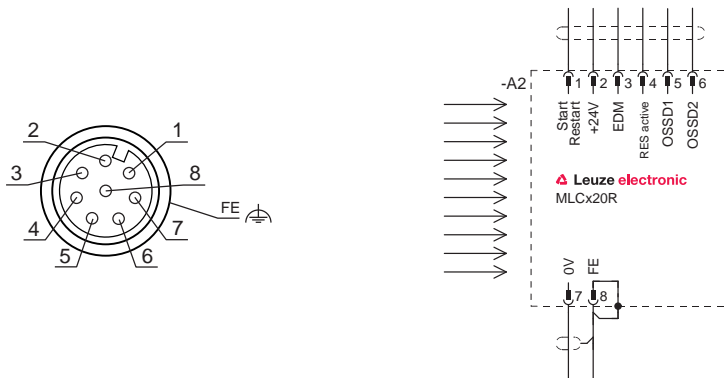 2
1
3
8
4
FE
7
5
6
-A2
1 2 3 4 5 6
Start
Restart
+24V
EDM
RES active
OSSD1
OSSD2
Leuze electronic
MLCx20R
0V
FE
7 8